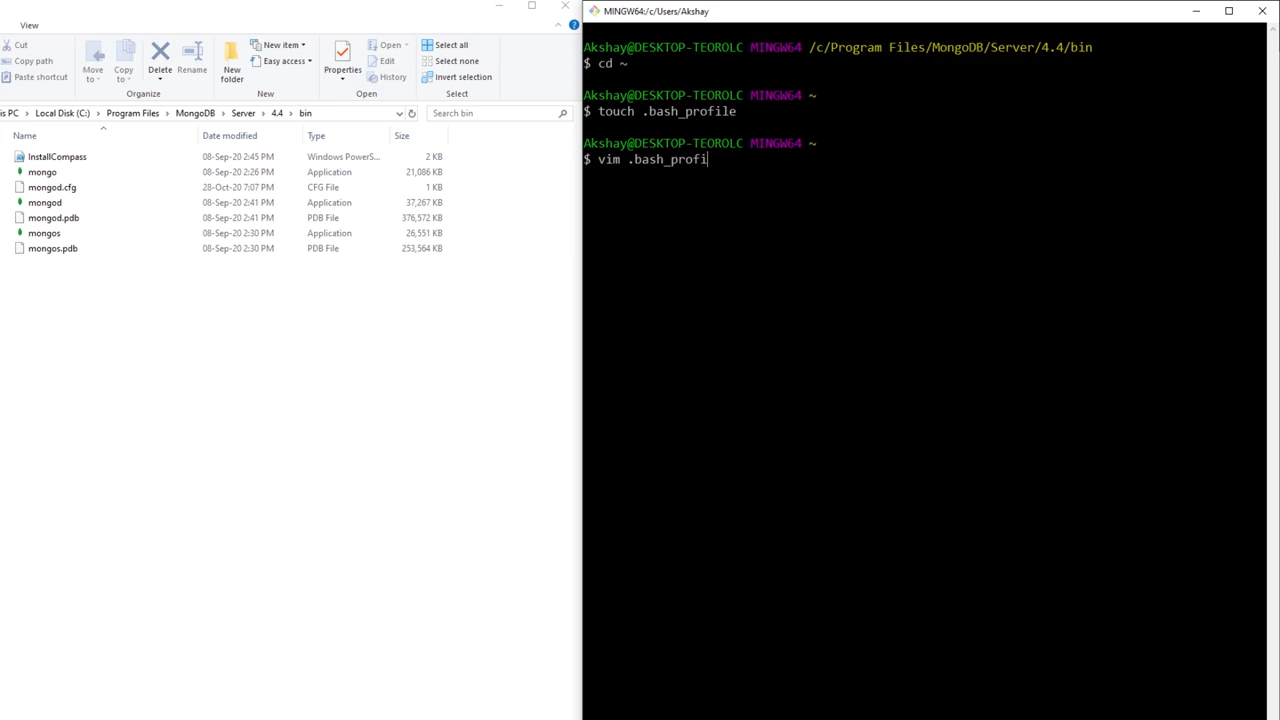 View
Cut
Copy path
Paste shortcut
Move to
Copy to
Delete
Rename
Organize
New folder
New item
Easy access
New
Properties
Open
Edit
History
Open
Select all
Select none
Invert selection
Select
is PC > Local Disk (C:) > Program Files > MongoDB > Server > 4.4 > bin
Search bin
Name Date modified Type Size
InstallCompass 08-Sep-20 2:45 PM Windows PowerS... 2 KB
mongo 08-Sep-20 2:26 PM Application 21,086 KB
mongod.cfg 28-Oct-20 7:07 PM CFG File 1 KB
mongod 08-Sep-20 2:41 PM Application 37,267 KB
mongod.pdb 08-Sep-20 2:41 PM PDB File 376,572 KB
mongos 08-Sep-20 2:30 PM Application 26,551 KB
mongos.pdb 08-Sep-20 2:30 PM PDB File 253,564 KB
MINGW64:/c/Users/Akshay
Akshay@DESKTOP-TEOROLC MINGW64 /c/Program Files/MongoDB/Server/4.4/bin
$ cd ~
Akshay@DESKTOP-TEOROLC MINGW64 ~
$ touch .bash_profile
Akshay@DESKTOP-TEOROLC MINGW64 ~
$ vim .bash_profi